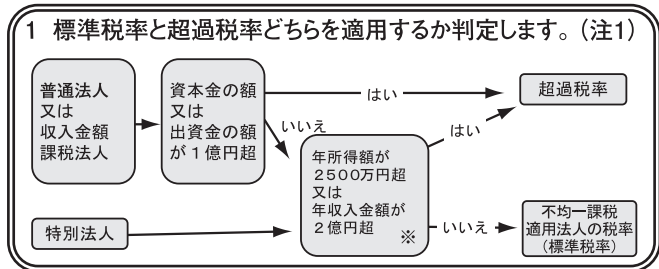 1 標準税率と超過税率どちらを適用するか判定します。(注1)
普通法人
又は
収入金額
課税法人
資本金の額
又は
出資金の額
が1億円超
はい
超過税率
いいえ
はい
年所得額が
2500万円超
又は
年収入金額が
2億円超
※
特別法人
いいえ
不均一課税
適用法人の税率
(標準税率)